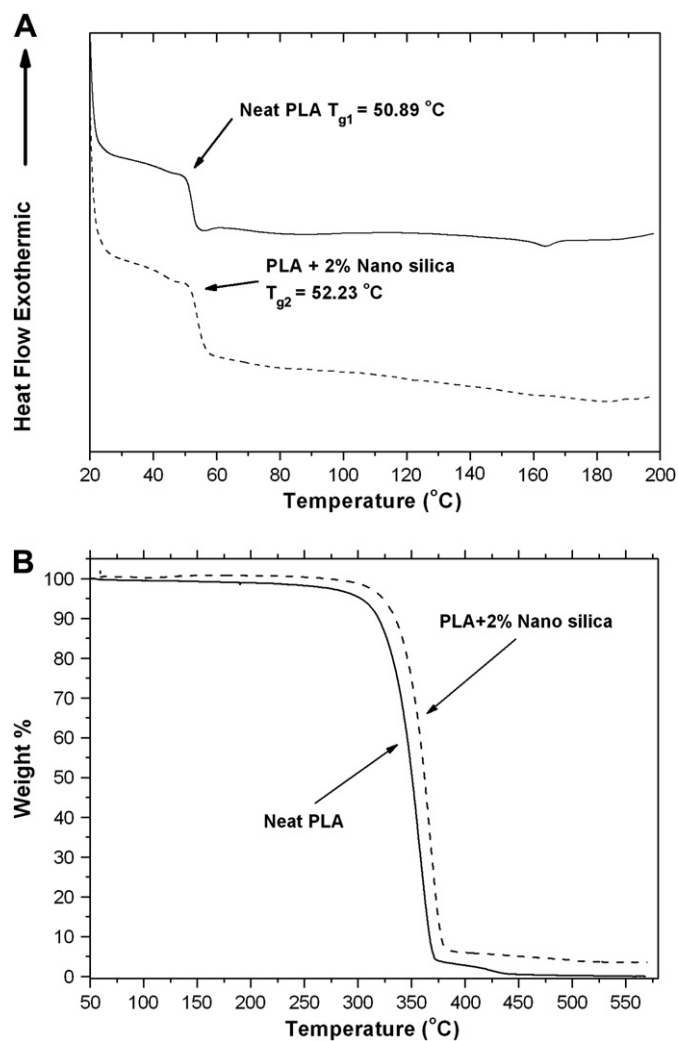 A
Heat Flow Exothermic
Neat PLA Tg1 = 50.89 °C
PLA + 2% Nano silica
Tg2 = 52.23 °C
20 40 60 80 100 120 140 160 180 200
Temperature (°C)
B
Weight %
100
90
80
70
60
50
40
30
20
10
0
PLA+2% Nano silica
Neat PLA
50 100 150 200 250 300 350 400 450 500 550
Temperature (°C)